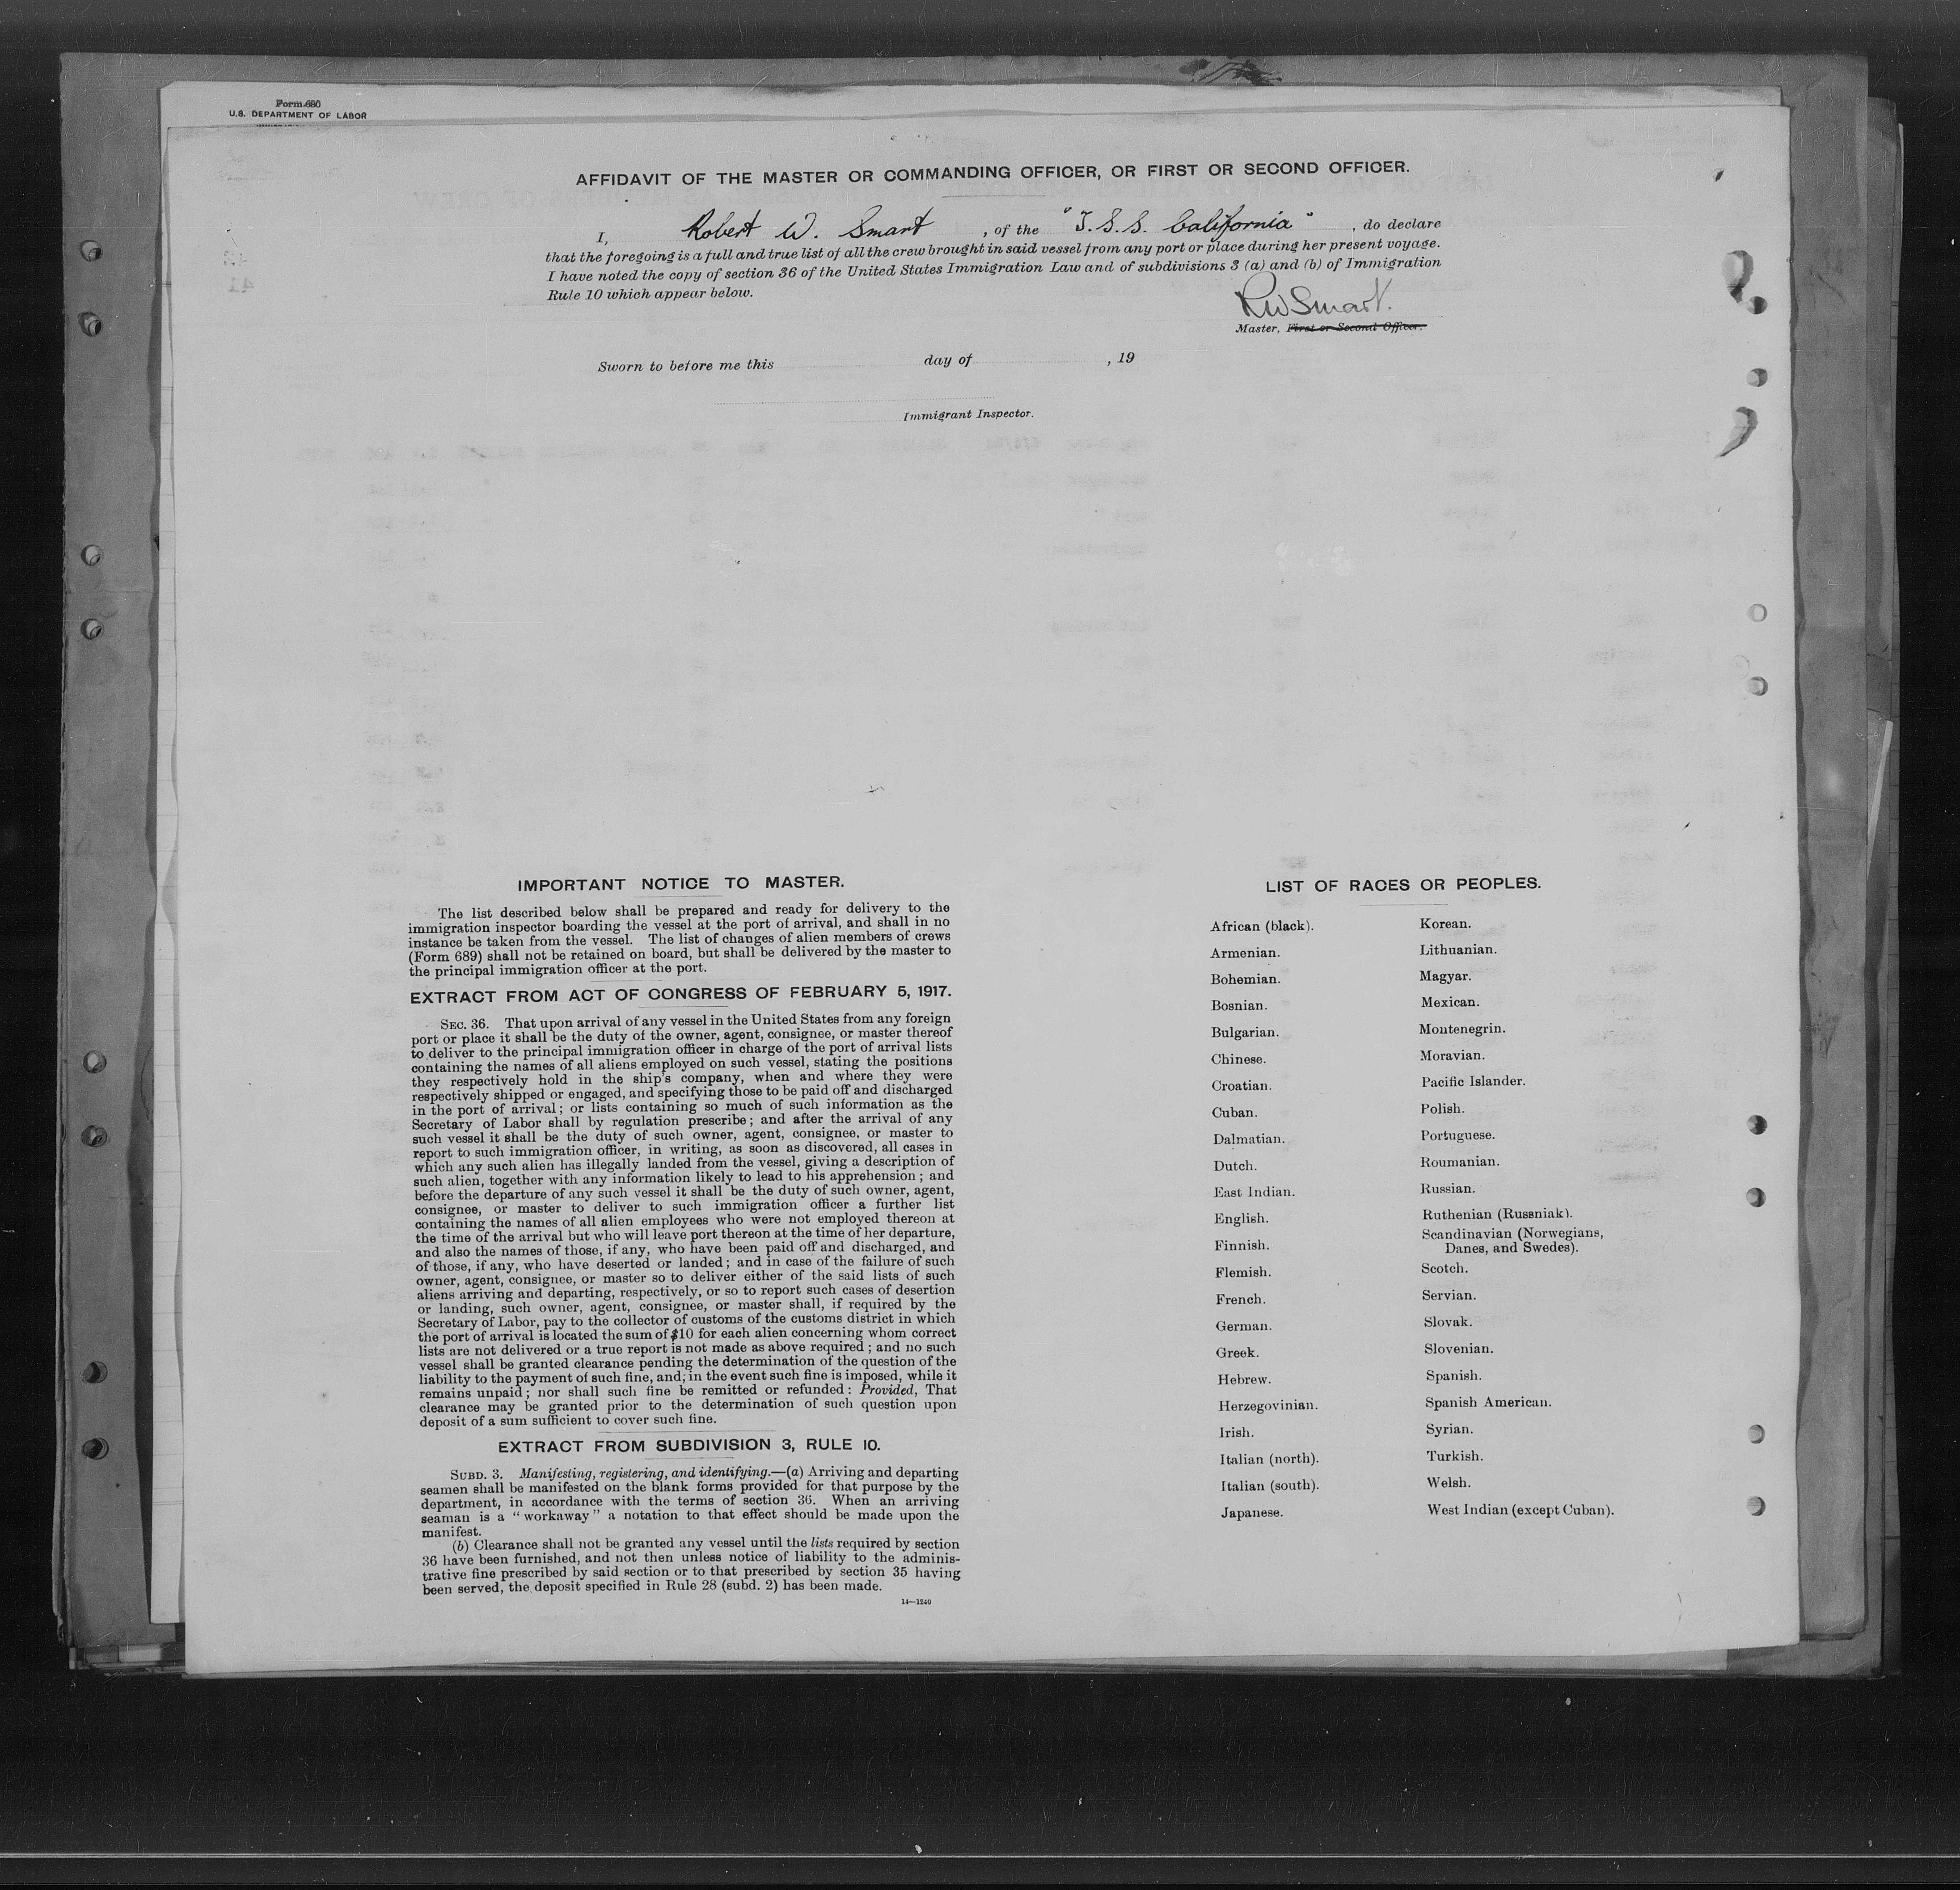 Form 680
U.S. DEPARTMENT OF LABOR
AFFIDAVIT OF THE MASTER OR COMMANDING OFFICER, OR FIRST OR SECOND OFFICER.
I, Robert W. Smart , of the "T.S.S. California" , do declare
that the foregoing is a full and true list of all the crew brought in said vessel from any port or place during her present voyage.
I have noted the copy of section 36 of the United States Immigration Law and of subdivisions 3 (a) and (b) of Immigration
Rule 10 which appear below.
RWSmart.
Master, First or Second Officer.
Sworn to before me this day of , 19
Immigrant Inspector.
IMPORTANT NOTICE TO MASTER.
The list described below shall be prepared and ready for delivery to the
immigration inspector boarding the vessel at the port of arrival, and shall in no
instance be taken from the vessel. The list of changes of alien members of crews
(Form 689) shall not be retained on board, but shall be delivered by the master to
the principal immigration officer at the port.
EXTRACT FROM ACT OF CONGRESS OF FEBRUARY 5, 1917.
SEC. 36. That upon arrival of any vessel in the United States from any foreign
port or place it shall be the duty of the owner, agent, consignee, or master thereof
to deliver to the principal immigration officer in charge of the port of arrival lists
containing the names of all aliens employed on such vessel, stating the positions
they respectively hold in the ship's company, when and where they were
respectively shipped or engaged, and specifying those to be paid off and discharged
in the port of arrival; or lists containing so much of such information as the
Secretary of Labor shall by regulation prescribe; and after the arrival of any
such vessel it shall be the duty of such owner, agent, consignee, or master to
report to such immigration officer, in writing, as soon as discovered, all cases in
which any such alien has illegally landed from the vessel, giving a description of
such alien, together with any information likely to lead to his apprehension; and
before the departure of any such vessel it shall be the duty of such owner, agent,
consignee, or master to deliver to such immigration officer a further list
containing the names of all alien employees who were not employed thereon at
the time of the arrival but who will leave port thereon at the time of her departure,
and also the names of those, if any, who have been paid off and discharged, and
of those, if any, who have deserted or landed; and in case of the failure of such
owner, agent, consignee, or master so to deliver either of the said lists of such
aliens arriving and departing, respectively, or so to report such cases of desertion
or landing, such owner, agent, consignee, or master shall, if required by the
Secretary of Labor, pay to the collector of customs of the customs district in which
the port of arrival is located the sum of $10 for each alien concerning whom correct
lists are not delivered or a true report is not made as above required; and no such
vessel shall be granted clearance pending the determination of the question of the
liability to the payment of such fine, and, in the event such fine is imposed, while it
remains unpaid; nor shall such fine be remitted or refunded: Provided, That
clearance may be granted prior to the determination of such question upon
deposit of a sum sufficient to cover such fine.
EXTRACT FROM SUBDIVISION 3, RULE 10.
SUBD. 3. Manifesting, registering, and identifying.—(a) Arriving and departing
seamen shall be manifested on the blank forms provided for that purpose by the
department, in accordance with the terms of section 36. When an arriving
seaman is a "workaway" a notation to that effect should be made upon the
manifest.
(b) Clearance shall not be granted any vessel until the lists required by section
36 have been furnished, and not then unless notice of liability to the adminis-
trative fine prescribed by said section or to that prescribed by section 35 having
been served, the deposit specified in Rule 28 (subd. 2) has been made.
14—1240
LIST OF RACES OR PEOPLES.
African (black).
Armenian.
Bohemian.
Bosnian.
Bulgarian.
Chinese.
Croatian.
Cuban.
Dalmatian.
Dutch.
East Indian.
English.
Finnish.
Flemish.
French.
German.
Greek.
Hebrew.
Herzegovinian.
Irish.
Italian (north).
Italian (south).
Japanese.
Korean.
Lithuanian.
Magyar.
Mexican.
Montenegrin.
Moravian.
Pacific Islander.
Polish.
Portuguese.
Roumanian.
Russian.
Ruthenian (Russniak).
Scandinavian (Norwegians,
Danes, and Swedes).
Scotch.
Servian.
Slovak.
Slovenian.
Spanish.
Spanish American.
Syrian.
Turkish.
Welsh.
West Indian (except Cuban).